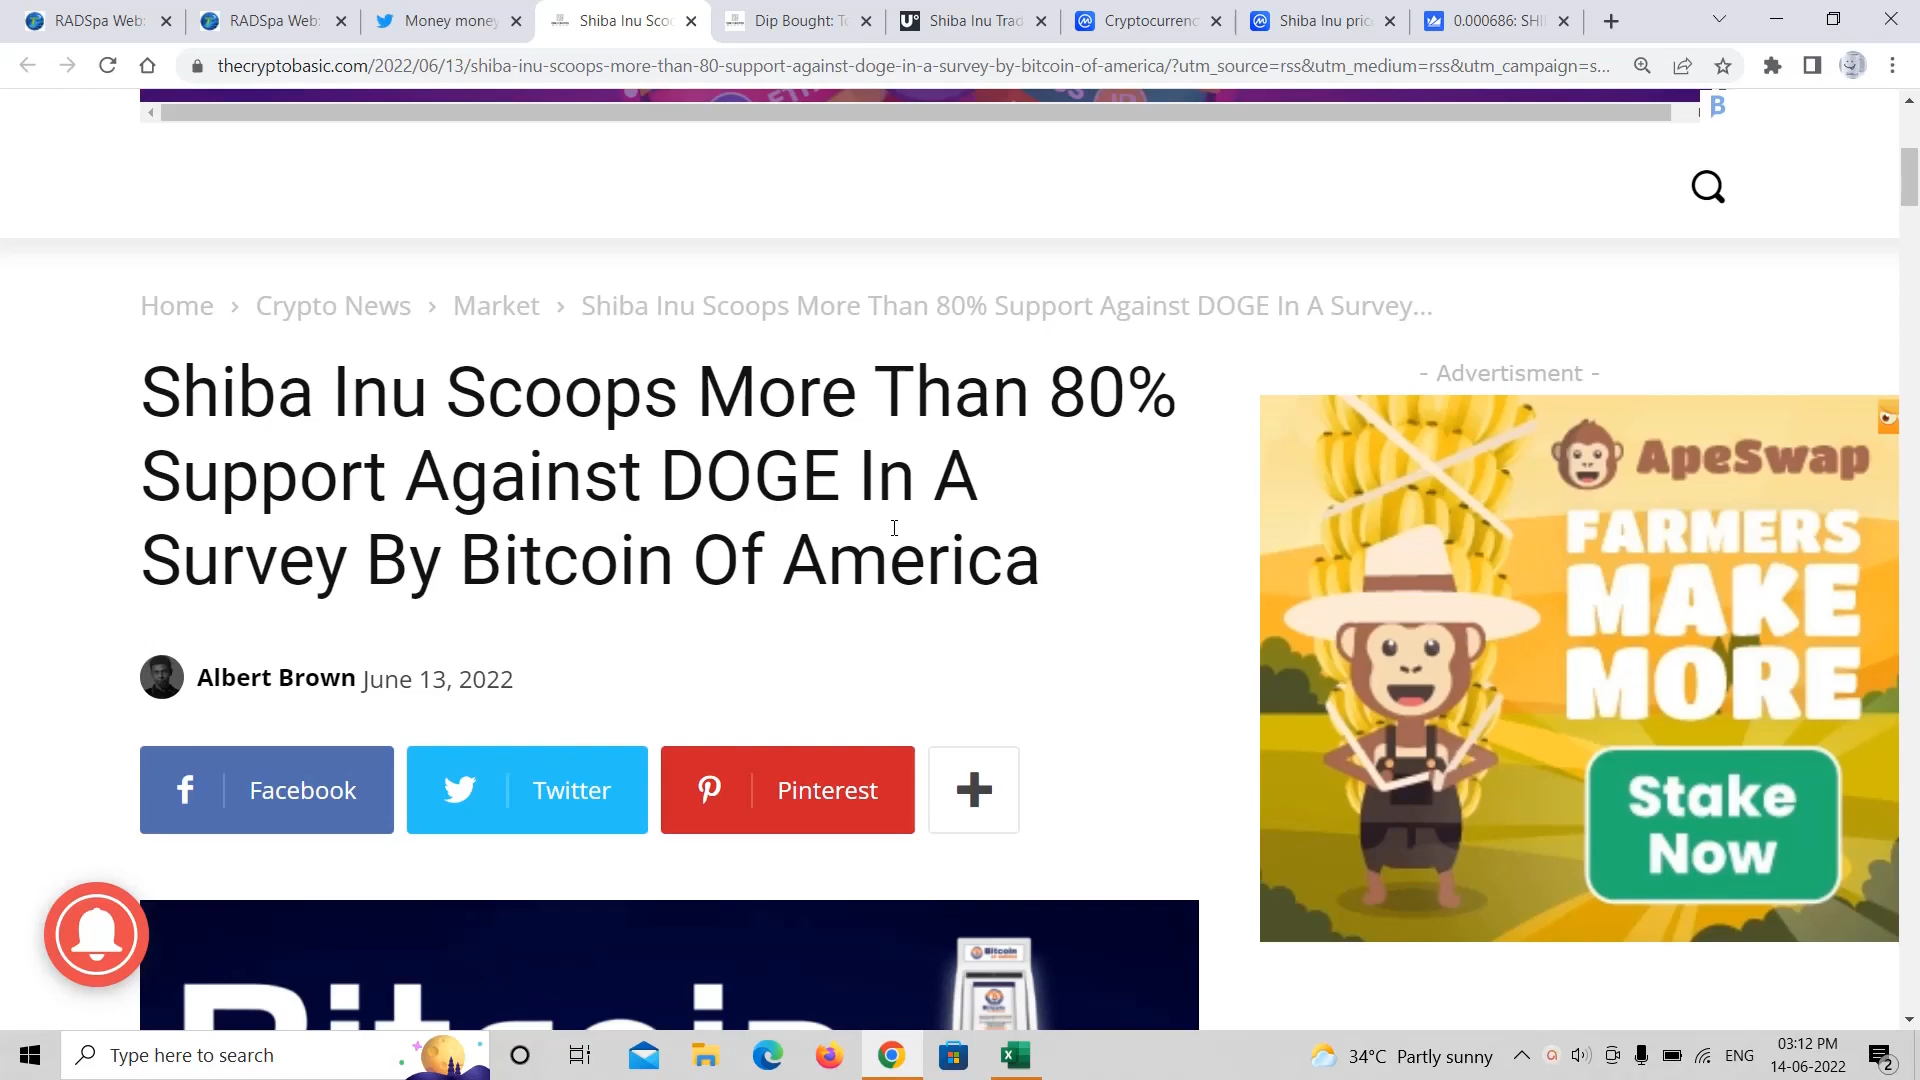 RADSpa Web:
RADSpa Web:
Money money
Shiba Inu Scoo
Dip Bought: To
Shiba Inu Trad
Cryptocurrenc
Shiba Inu pric
0.000686: SHI
thecryptobasic.com/2022/06/13/shiba-inu-scoops-more-than-80-support-against-doge-in-a-survey-by-bitcoin-of-america/?utm_source=rss&utm_medium=rss&utm_campaign=s...
Home › Crypto News › Market › Shiba Inu Scoops More Than 80% Support Against DOGE In A Survey...
Shiba Inu Scoops More Than 80%
Support Against DOGE In A
Survey By Bitcoin Of America
Albert Brown June 13, 2022
Facebook
Twitter
Pinterest
- Advertisment -
ApeSwap
FARMERS
MAKE
MORE
Stake
Now
Bitcoin
Bitcoin
Type here to search
34°C Partly sunny
ENG
03:12 PM
14-06-2022
2